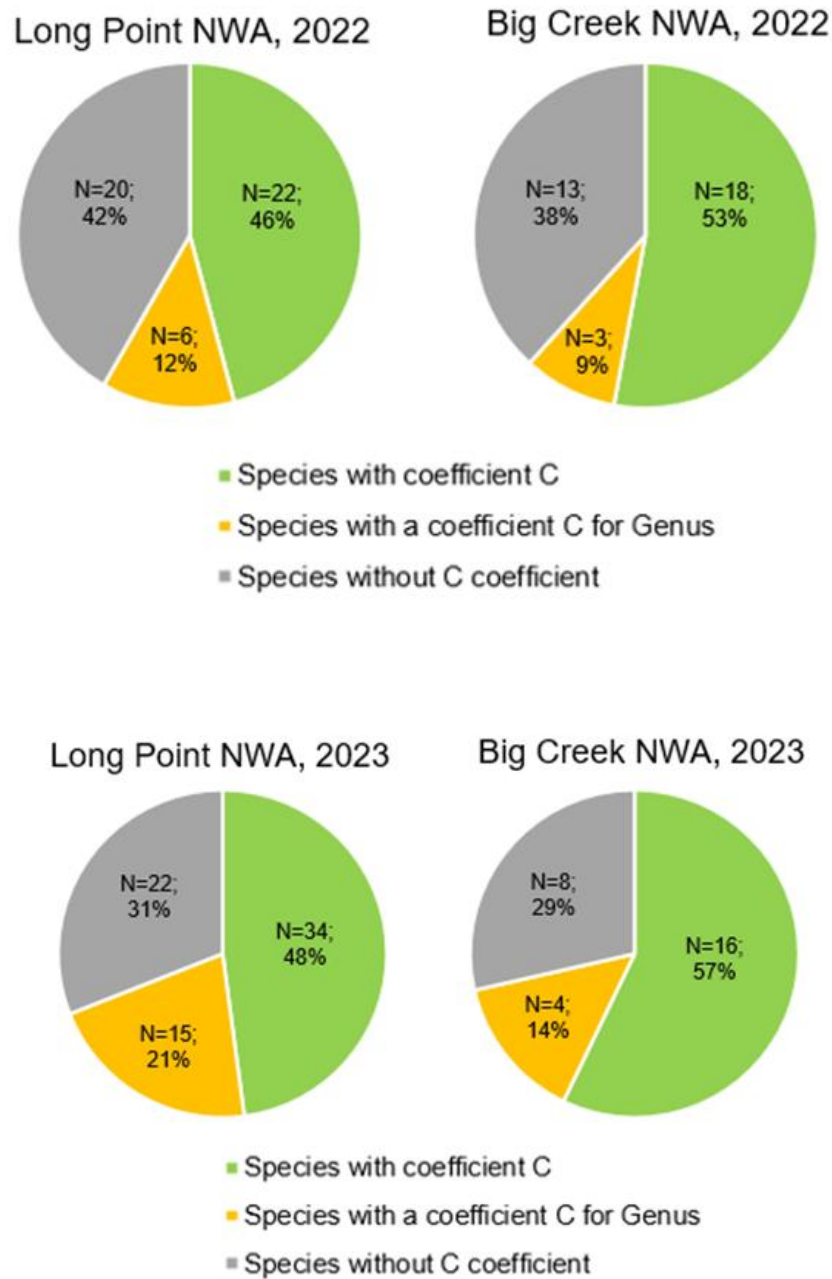 Long Point NWA, 2022
Big Creek NWA, 2022
N=20;
42%
N=22;
46%
N=6;
12%
N=13;
38%
N=18;
53%
N=3;
9%
Species with coefficient C
Species with a coefficient C for Genus
Species without C coefficient
Long Point NWA, 2023
Big Creek NWA, 2023
N=22;
31%
N=34;
48%
N=15;
21%
N=8;
29%
N=16;
57%
N=4;
14%
Species with coefficient C
Species with a coefficient C for Genus
Species without C coefficient